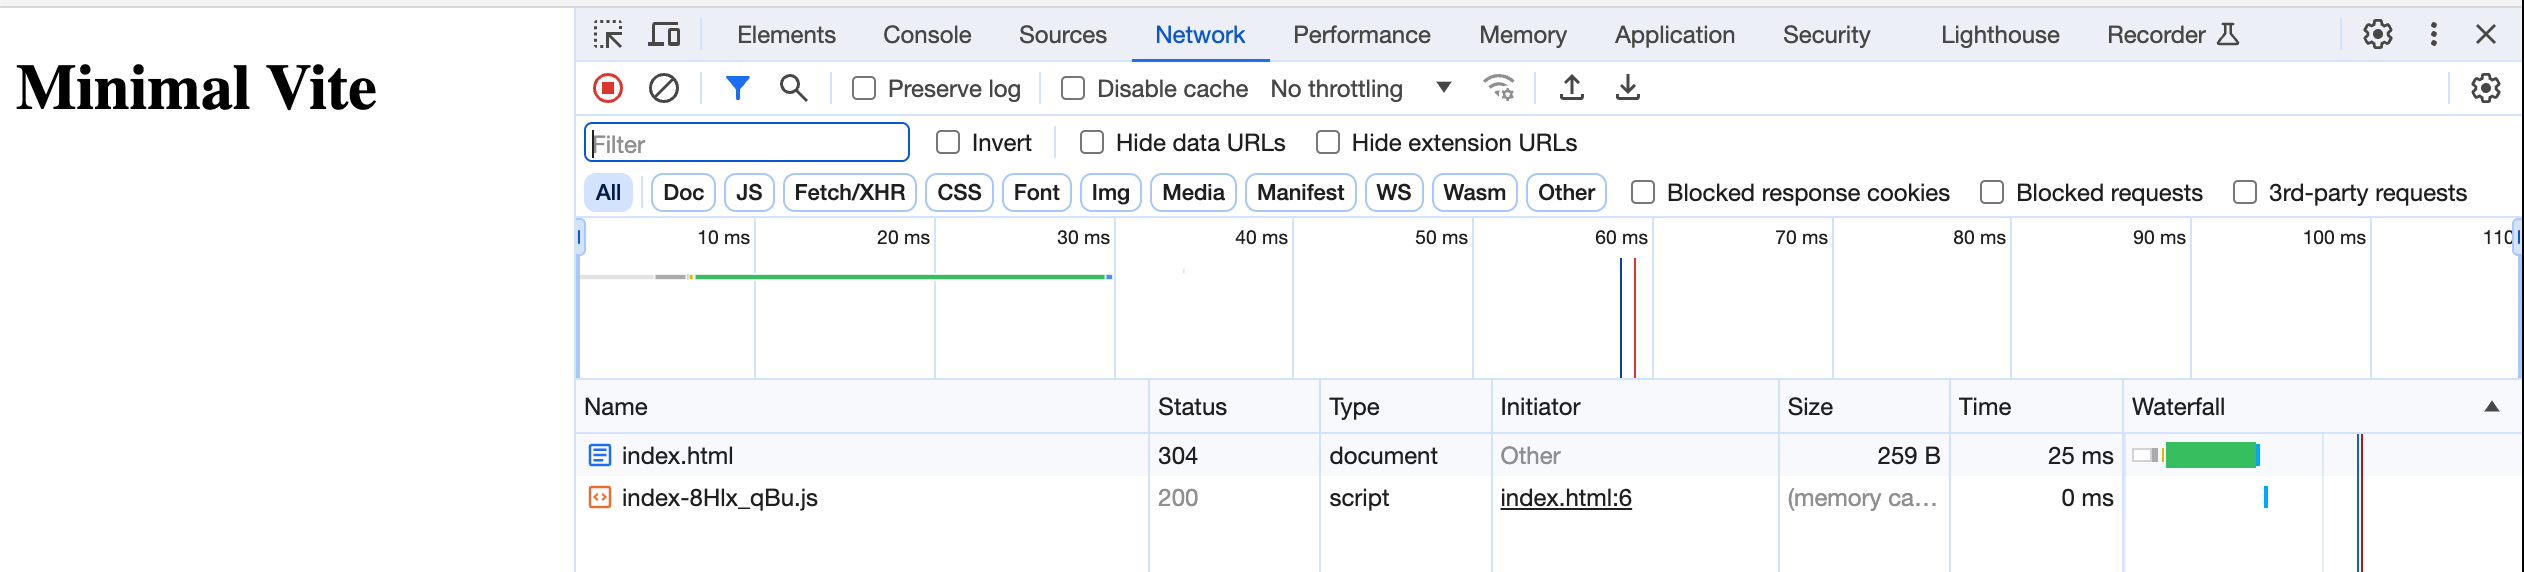 Minimal Vite
Elements Console Sources Network Performance Memory Application Security Lighthouse Recorder
Preserve log Disable cache No throttling
Filter Invert Hide data URLs Hide extension URLs
All Doc JS Fetch/XHR CSS Font Img Media Manifest WS Wasm Other Blocked response cookies Blocked requests 3rd-party requests
10 ms 20 ms 30 ms 40 ms 50 ms 60 ms 70 ms 80 ms 90 ms 100 ms 110
Name Status Type Initiator Size Time Waterfall
index.html 304 document Other 259 B 25 ms
index-8Hlx_qBu.js 200 script index.html:6 (memory ca... 0 ms